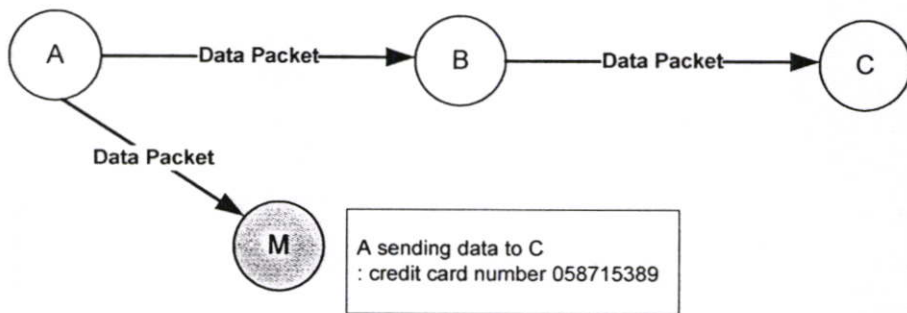 A
Data Packet
B
Data Packet
C
Data Packet
M
A sending data to C
: credit card number 058715389